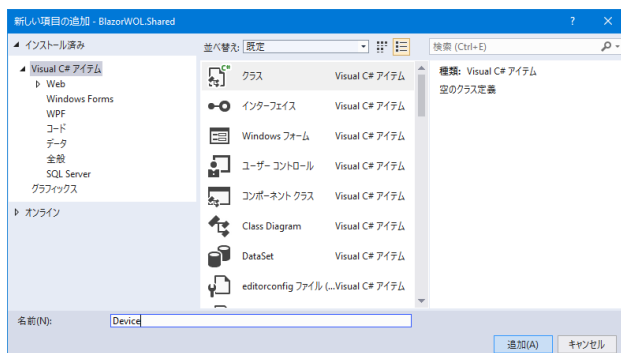 新しい項目の追加 - BlazorWOL.Shared
インストール済み
並べ替え: 既定
検索 (Ctrl+E)
Visual C# アイテム
Web
Windows Forms
WPF
コード
データ
全般
SQL Server
グラフィックス
オンライン
C#
クラス Visual C# アイテム
インターフェイス Visual C# アイテム
Windows フォーム Visual C# アイテム
ユーザー コントロール Visual C# アイテム
コンポーネント クラス Visual C# アイテム
Class Diagram Visual C# アイテム
DataSet Visual C# アイテム
editorconfig ファイル (...Visual C# アイテム
種類: Visual C# アイテム
空のクラス定義
名前(N): Device
追加(A) キャンセル